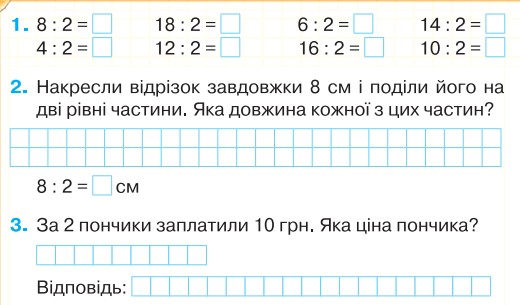 1. 8 : 2 = 18 : 2 = 6 : 2 = 14 : 2 =
4 : 2 = 12 : 2 = 16 : 2 = 10 : 2 =
2. Накресли відрізок завдовжки 8 см і поділи його на
дві рівні частини. Яка довжина кожної з цих частин?
8 : 2 = см
3. За 2 пончики заплатили 10 грн. Яка ціна пончика?
Відповідь: